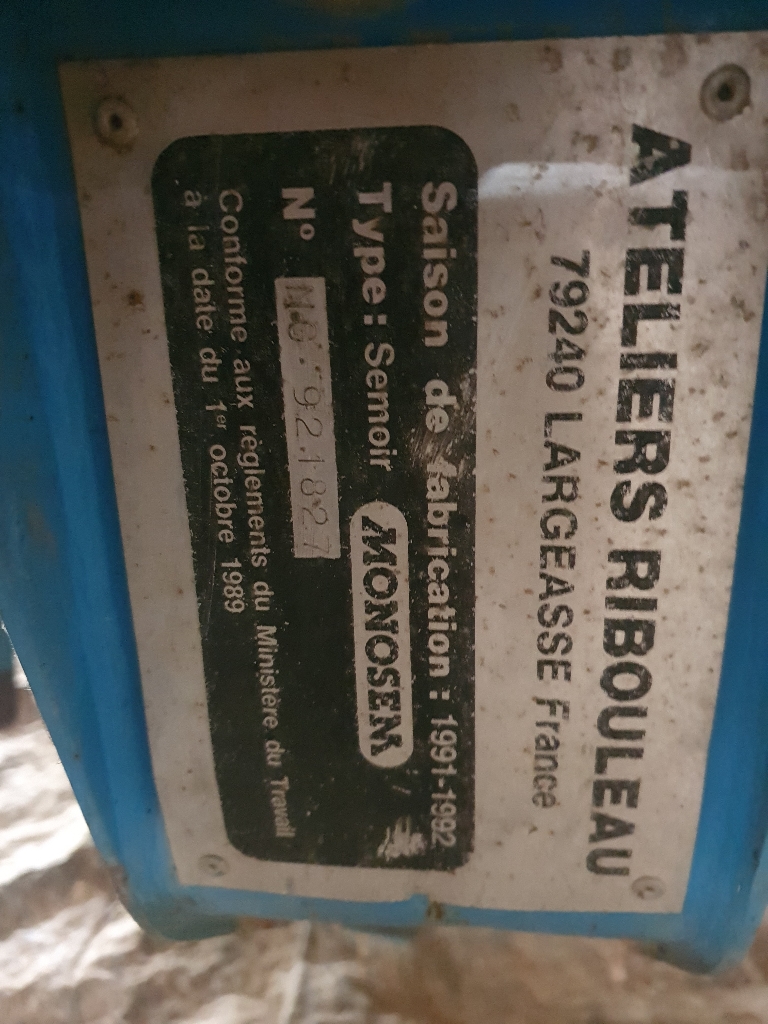 ATELIERS RIBOULEAU
79240 LARGEASSE France
Saison de fabrication : 1991-1992
Type : Semoir MONOSEM
N° 921827
Conforme aux règlements du Ministère du Travail
à la date du 1er octobre 1989